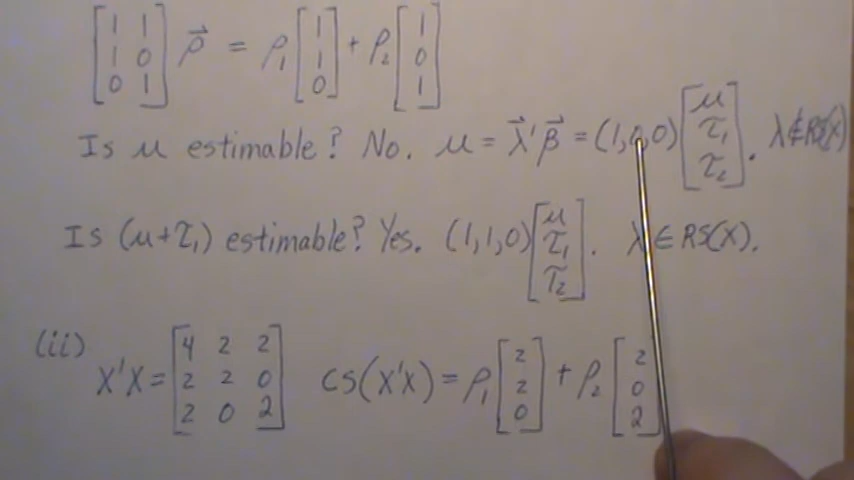 [1 1; 1 0; 0 1] ρ⃗ = ρ₁ [1; 1; 0] + ρ₂ [1; 0; 1]
Is μ estimable? No. μ = λ⃗'β⃗ = (1,0,0) [μ; τ₁; τ₂]. λ∉RS(X)
Is (μ+τ₁) estimable? Yes. (1,1,0) [μ; τ₁; τ₂]. λ ∈ RS(X).
(ii) X'X = [4 2 2; 2 2 0; 2 0 2] CS(X'X) = ρ₁ [2; 2; 0] + ρ₂ [2; 0; 2]